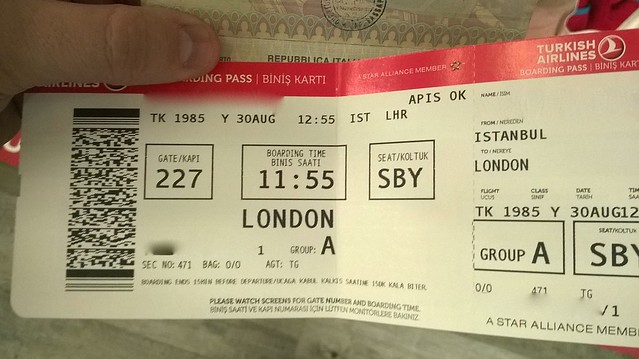 REPUBBLICA
AIRLINES
BOARDING PASS | BİNİŞ KARTI
A STAR ALLIANCE MEMBER
TK 1985 Y 30AUG 12:55 IST LHR
APIS OK
GATE/KAPI
227
BOARDING TIME
BINIS SAATI
11:55
SEAT/KOLTUK
SBY
LONDON
1 GROUP: A
SEC NO: 471 BAG: 0/0 AGT: TG
BOARDING ENDS 15MIN BEFORE DEPARTURE/UCAGA KABUL KALKIS SAATINE 15DK KALA BITER
PLEASE WATCH SCREENS FOR GATE NUMBER AND BOARDING TIME.
BİNİŞ SAATİ VE KAPI NUMARASI İÇİN LÜTFEN MONİTÖRLERE BAKINIZ
TURKISH
AIRLINES
BOARDING PASS | BİNİŞ KARTI
NAME / İSİM
FROM / NEREDEN
ISTANBUL
TO / NEREYE
LONDON
FLIGHT CLASS DATE TIME
UCUS SINIF TARIH
TK 1985 Y 30AUG12
GROUP A
SEAT/KOLTUK
SBY
0/0 471 TG
/1
A STAR ALLIANCE MEMBER